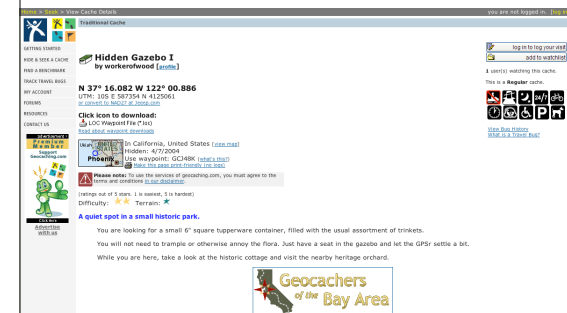 Home > Seek > View Cache Details
you are not logged in. [log in
Traditional Cache
GETTING STARTED
HIDE & SEEK A CACHE
FIND A BENCHMARK
TRACK TRAVEL BUGS
MY ACCOUNT
FORUMS
RESOURCES
CONTACT US
Advertisement
Premium
Member
Support
Geocaching.com
Click Here
Advertise
with us
Hidden Gazebo I
by workerofwood [profile]
N 37° 16.082 W 122° 00.886
UTM: 10S E 587354 N 4125061
or convert to NAD27 at Jeeep.com
Click icon to download:
LOC Waypoint File (*.loc)
Read about waypoint downloads
UNITED
STATES
Phoenix
In California, United States [view map]
Hidden: 4/7/2004
Use waypoint: GCJ48K (what's this?)
Make this page print-friendly (no logs)
Please note: To use the services of geocaching.com, you must agree to the
terms and conditions in our disclaimer.
(ratings out of 5 stars. 1 is easiest, 5 is hardest)
Difficulty: Terrain:
A quiet spot in a small historic park.
You are looking for a small 6" square tupperware container, filled with the usual assortment of trinkets.
You will not need to trample or otherwise annoy the flora. Just have a seat in the gazebo and let the GPSr settle a bit.
While you are here, take a look at the historic cottage and visit the nearby heritage orchard.
Geocachers
of the Bay Area
log in to log your visit
add to watchlist
1 user(s) watching this cache.
This is a Regular cache.
24/7
P
View Bug History
What is a Travel Bug?